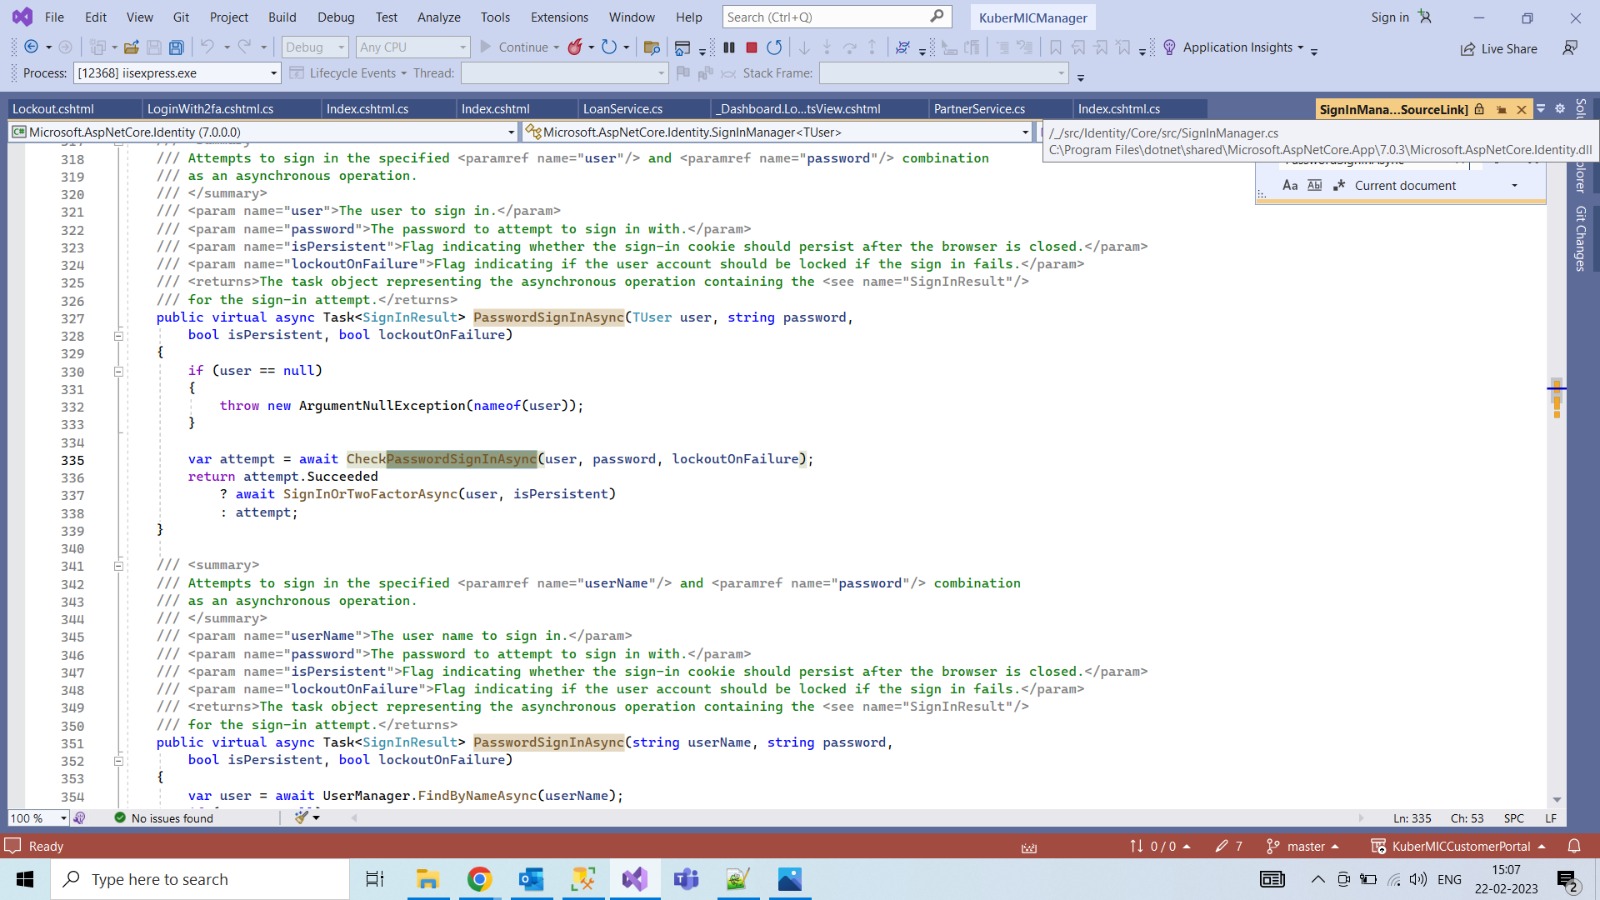 File Edit View Git Project Build Debug Test Analyze Tools Extensions Window Help Search (Ctrl+Q) KuberMICManager Sign in
Debug Any CPU Continue Application Insights Live Share
Process: [12368] iisexpress.exe Lifecycle Events Thread: Stack Frame:
Lockout.cshtml LoginWith2fa.cshtml.cs Index.cshtml.cs Index.cshtml LoanService.cs _Dashboard.Lo...tsView.cshtml PartnerService.cs Index.cshtml.cs SignInMana...SourceLink]
Microsoft.AspNetCore.Identity (7.0.0.0) Microsoft.AspNetCore.Identity.SignInManager<TUser>
/_/src/Identity/Core/src/SignInManager.cs
C:\Program Files\dotnet\shared\Microsoft.AspNetCore.App\7.0.3\Microsoft.AspNetCore.Identity.dll
Aa Ab Current document
Git Changes
318 /// Attempts to sign in the specified <paramref name="user"/> and <paramref name="password"/> combination
319 /// as an asynchronous operation.
320 /// </summary>
321 /// <param name="user">The user to sign in.</param>
322 /// <param name="password">The password to attempt to sign in with.</param>
323 /// <param name="isPersistent">Flag indicating whether the sign-in cookie should persist after the browser is closed.</param>
324 /// <param name="lockoutOnFailure">Flag indicating if the user account should be locked if the sign in fails.</param>
325 /// <returns>The task object representing the asynchronous operation containing the <see name="SignInResult"/>
326 /// for the sign-in attempt.</returns>
327 public virtual async Task<SignInResult> PasswordSignInAsync(TUser user, string password,
328 bool isPersistent, bool lockoutOnFailure)
329 {
330 if (user == null)
331 {
332 throw new ArgumentNullException(nameof(user));
333 }
334
335 var attempt = await CheckPasswordSignInAsync(user, password, lockoutOnFailure);
336 return attempt.Succeeded
337 ? await SignInOrTwoFactorAsync(user, isPersistent)
338 : attempt;
339 }
340
341 /// <summary>
342 /// Attempts to sign in the specified <paramref name="userName"/> and <paramref name="password"/> combination
343 /// as an asynchronous operation.
344 /// </summary>
345 /// <param name="userName">The user name to sign in.</param>
346 /// <param name="password">The password to attempt to sign in with.</param>
347 /// <param name="isPersistent">Flag indicating whether the sign-in cookie should persist after the browser is closed.</param>
348 /// <param name="lockoutOnFailure">Flag indicating if the user account should be locked if the sign in fails.</param>
349 /// <returns>The task object representing the asynchronous operation containing the <see name="SignInResult"/>
350 /// for the sign-in attempt.</returns>
351 public virtual async Task<SignInResult> PasswordSignInAsync(string userName, string password,
352 bool isPersistent, bool lockoutOnFailure)
353 {
354 var user = await UserManager.FindByNameAsync(userName);
100 % No issues found Ln: 335 Ch: 53 SPC LF
Ready 0 / 0 7 master KuberMICCustomerPortal
Type here to search ENG 15:07
22-02-2023 2